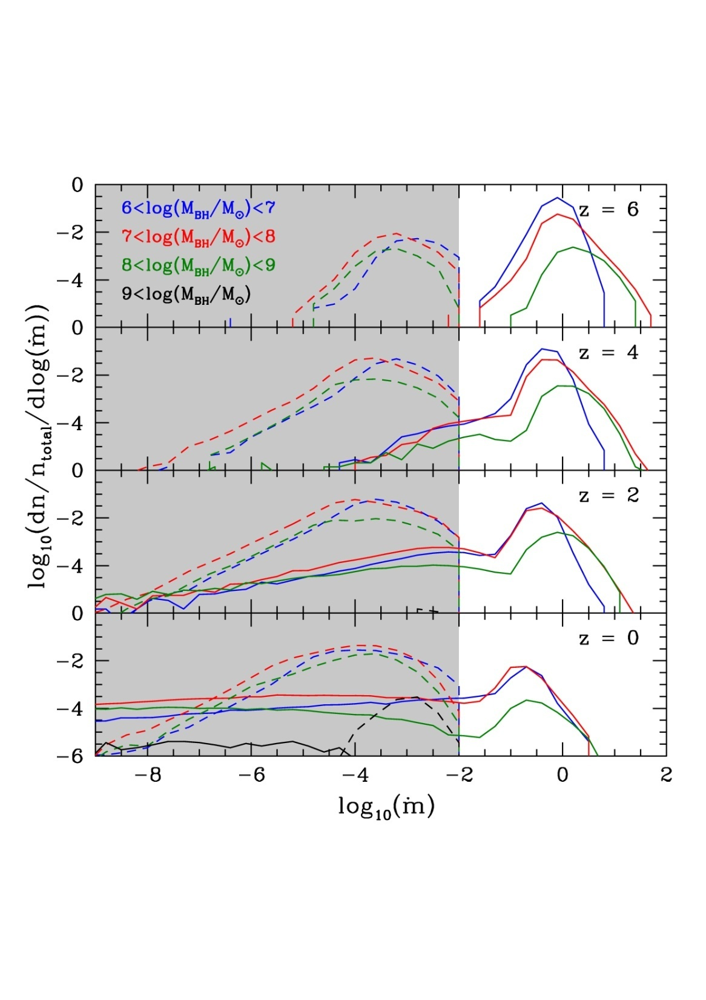 0
6<log(M_BH/M_⊙)<7
z = 6
−2
7<log(M_BH/M_⊙)<8
8<log(M_BH/M_⊙)<9
−4
9<log(M_BH/M_⊙)
0
z = 4
−2
−4
0
z = 2
−2
−4
0
z = 0
−2
−4
−6
log₁₀(dn/n_total/dlog(ṁ))
−8 −6 −4 −2 0 2
log₁₀(ṁ)